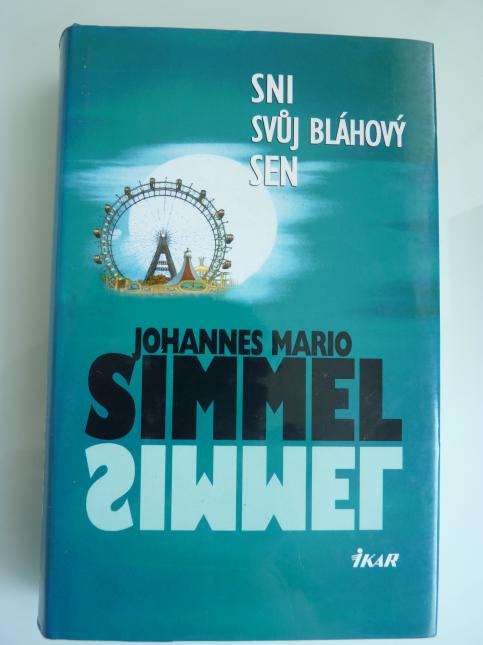 SNI
SVŮJ BLÁHOVÝ
SEN
JOHANNES MARIO
SIMMEL
SIMMEL
IKAR